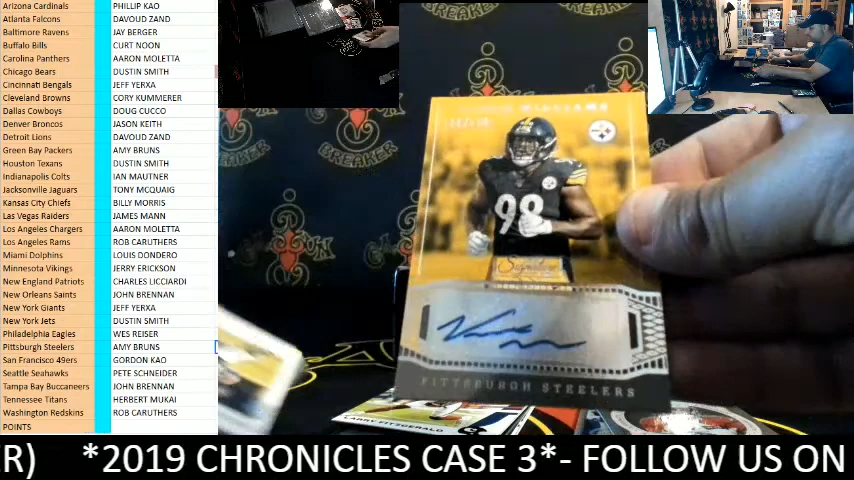 Arizona Cardinals PHILLIP KAO
Atlanta Falcons DAVOUD ZAND
Baltimore Ravens JAY BERGER
Buffalo Bills CURT NOON
Carolina Panthers AARON MOLETTA
Chicago Bears DUSTIN SMITH
Cincinnati Bengals JEFF YERXA
Cleveland Browns CORY KUMMERER
Dallas Cowboys DOUG CUCCO
Denver Broncos JASON KEITH
Detroit Lions DAVOUD ZAND
Green Bay Packers AMY BRUNS
Houston Texans DUSTIN SMITH
Indianapolis Colts IAN MAUTNER
Jacksonville Jaguars TONY MCQUAIG
Kansas City Chiefs BILLY MORRIS
Las Vegas Raiders JAMES MANN
Los Angeles Chargers AARON MOLETTA
Los Angeles Rams ROB CARUTHERS
Miami Dolphins LOUIS DONDERO
Minnesota Vikings JERRY ERICKSON
New England Patriots CHARLES LICCIARDI
New Orleans Saints JOHN BRENNAN
New York Giants JEFF YERXA
New York Jets DUSTIN SMITH
Philadelphia Eagles WES REISER
Pittsburgh Steelers AMY BRUNS
San Francisco 49ers GORDON KAO
Seattle Seahawks PETE SCHNEIDER
Tampa Bay Buccaneers JOHN BRENNAN
Tennessee Titans HERBERT MUKAI
Washington Redskins ROB CARUTHERS
POINTS
BREAKER
BREAKER
WILLIAMS
98
PITTSBURGH STEELERS
LARRY FITZGERALD
R) *2019 CHRONICLES CASE 3*- FOLLOW US ON